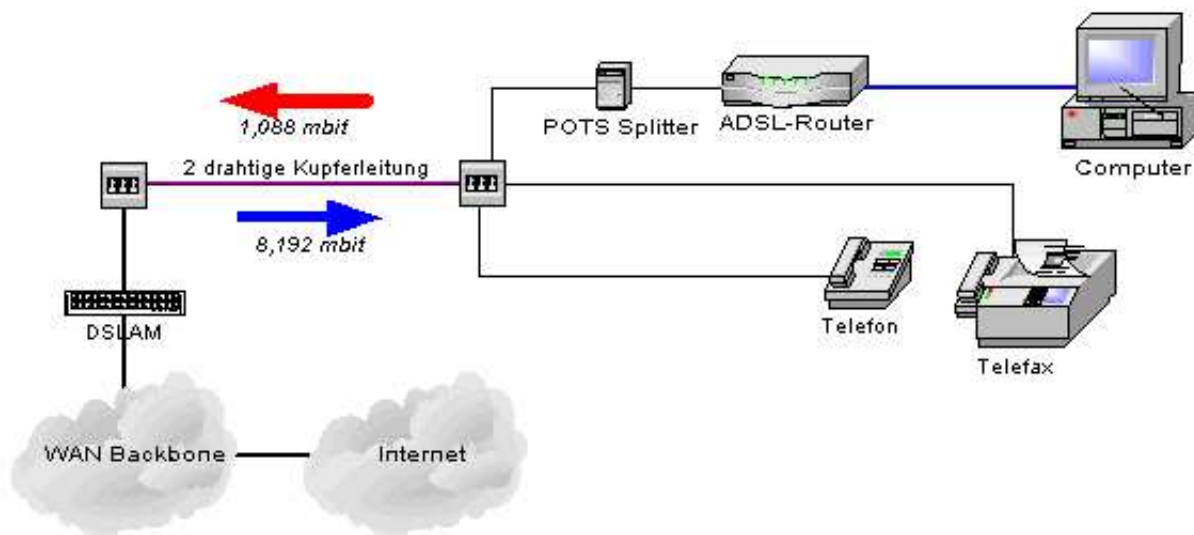 1,088 mbit
POTS Splitter
ADSL-Router
Computer
2 drahtige Kupferleitung
8,192 mbit
DSLAM
Telefon
Telefax
WAN Backbone
Internet